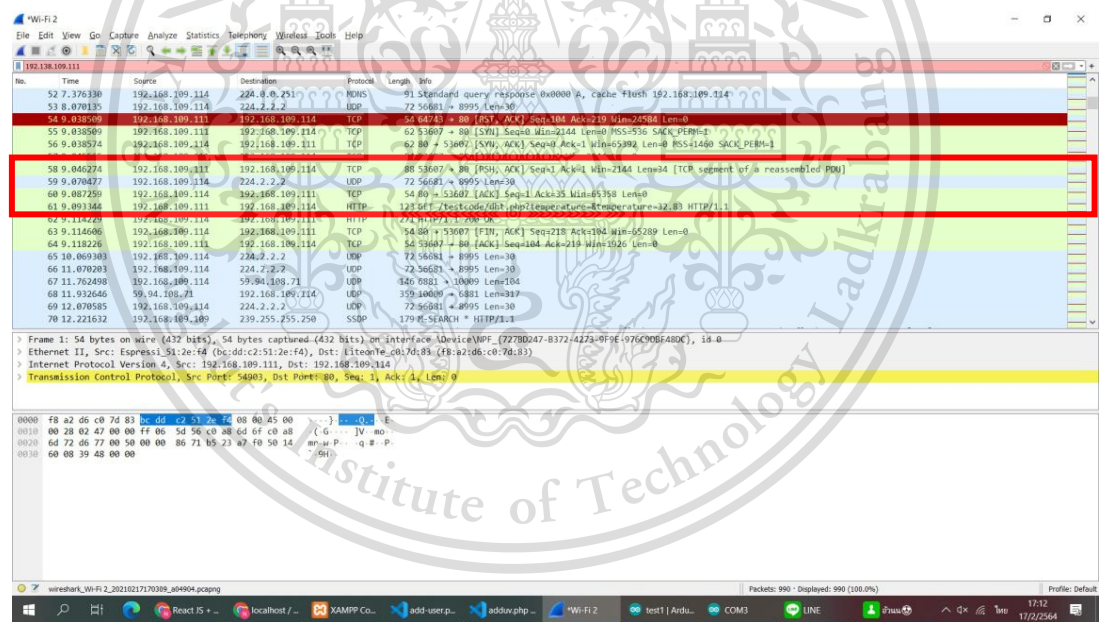 *Wi-Fi 2
File Edit View Go Capture Analyze Statistics Telephony Wireless Tools Help
192.138.109.111
No. Time Source Destination Protocol Length Info
52 7.376330 192.168.109.114 224.0.0.251 MDNS 91 Standard query response 0x0000 A, cache flush 192.168.109.114
53 8.070135 192.168.109.114 224.2.2.2 UDP 72 56681 → 8995 Len=30
54 9.038509 192.168.109.111 192.168.109.114 TCP 54 64743 → 80 [RST, ACK] Seq=104 Ack=219 Win=24584 Len=0
55 9.038509 192.168.109.111 192.168.109.114 TCP 62 53607 → 80 [SYN] Seq=0 Win=2144 Len=0 MSS=536 SACK_PERM=1
56 9.038574 192.168.109.114 192.168.109.111 TCP 62 80 → 53607 [SYN, ACK] Seq=0 Ack=1 Win=65392 Len=0 MSS=1460 SACK_PERM=1
58 9.046274 192.168.109.111 192.168.109.114 TCP 88 53607 → 80 [PSH, ACK] Seq=1 Ack=1 Win=2144 Len=34 [TCP segment of a reassembled PDU]
59 9.070477 192.168.109.114 224.2.2.2 UDP 72 56681 → 8995 Len=30
60 9.087259 192.168.109.114 192.168.109.111 TCP 54 80 → 53607 [ACK] Seq=1 Ack=35 Win=65358 Len=0
61 9.093344 192.168.109.111 192.168.109.114 HTTP 123 GET /testcode/dht.php?temperature=&temperature=32.83 HTTP/1.1
62 9.114229 192.168.109.114 192.168.109.111 HTTP 271 HTTP/1.1 200 OK
63 9.114606 192.168.109.114 192.168.109.111 TCP 54 80 → 53607 [FIN, ACK] Seq=218 Ack=104 Win=65289 Len=0
64 9.118226 192.168.109.111 192.168.109.114 TCP 54 53607 → 80 [ACK] Seq=104 Ack=219 Win=1926 Len=0
65 10.069303 192.168.109.114 224.2.2.2 UDP 72 56681 → 8995 Len=30
66 11.070203 192.168.109.114 224.2.2.2 UDP 72 56681 → 8995 Len=30
67 11.762498 192.168.109.114 59.94.108.71 UDP 146 6881 → 10009 Len=104
68 11.932646 59.94.108.71 192.168.109.114 UDP 359 10009 → 6881 Len=317
69 12.070585 192.168.109.114 224.2.2.2 UDP 72 56681 → 8995 Len=30
70 12.221632 192.168.109.109 239.255.255.250 SSDP 179 M-SEARCH * HTTP/1.1
Frame 1: 54 bytes on wire (432 bits), 54 bytes captured (432 bits) on interface \Device\NPF_{727BD247-B372-4273-9F9E-976C9DBF48DC}, id 0
Ethernet II, Src: Espressi_51:2e:f4 (bc:dd:c2:51:2e:f4), Dst: LiteonTe_c0:7d:83 (f8:a2:d6:c0:7d:83)
Internet Protocol Version 4, Src: 192.168.109.111, Dst: 192.168.109.114
Transmission Control Protocol, Src Port: 54903, Dst Port: 80, Seq: 1, Ack: 1, Len: 0
0000 f8 a2 d6 c0 7d 83 bc dd c2 51 2e f4 08 00 45 00 ····}··· ·Q.···E·
0010 00 28 02 47 00 00 ff 06 5d 56 c0 a8 6d 6f c0 a8 ·(·G···· ]V··mo··
0020 6d 72 d6 77 00 50 00 00 86 71 b5 23 a7 f0 50 14 mr·w·P·· ·q·#··P·
0030 60 08 39 48 00 00 `·9H··
's Institute of Technology Ladkrabang
wireshark_Wi-Fi 2_20210217170309_a04904.pcapng
Packets: 990 · Displayed: 990 (100.0%)
Profile: Default
React JS + ...
localhost / ...
XAMPP Co...
add-user.p...
adduv.php ...
*Wi-Fi 2
test1 | Ardu...
COM3
LINE
ไทย
17:12
17/2/2564